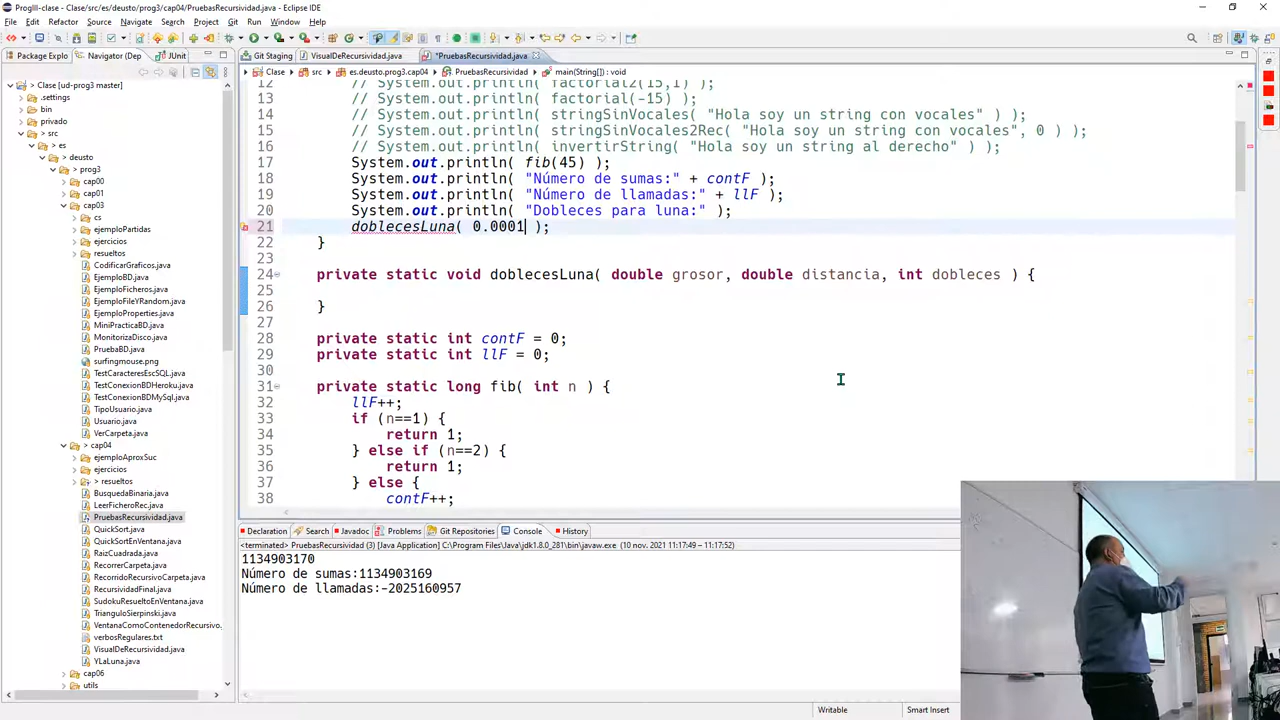 ProgIII-clase - Clase/src/es/deusto/prog3/cap04/PruebasRecursividad.java - Eclipse IDE
File Edit Refactor Source Navigate Search Project Git Run Window Help
Package Explo Navigator (Dep JUnit
Clase [ud-prog3 master]
.settings
bin
privado
> src
> es
> deusto
> prog3
> cap00
> cap01
> cap03
> cs
> ejemploPartidas
> ejercicios
> resueltos
CodificarGraficos.java
EjemploBD.java
EjemploFicheros.java
EjemploFileYRandom.java
EjemploProperties.java
MiniPracticaBD.java
MonitorizaDisco.java
PruebaBD.java
surfingmouse.png
TestCaracteresEscSQL.java
TestConexionBDHeroku.java
TestConexionBDMySql.java
TipoUsuario.java
Usuario.java
VerCarpeta.java
> cap04
ejemploAproxSuc
ejercicios
> resueltos
BusquedaBinaria.java
LeerFicheroRec.java
PruebasRecursividad.java
QuickSort.java
QuickSortEnVentana.java
RaizCuadrada.java
RecorrerCarpeta.java
RecorridoRecursivoCarpeta.java
RecursividadFinal.java
SudokuResueltoEnVentana.java
TrianguloSierpinski.java
VentanaComoContenedorRecursivo.
verbosRegulares.txt
VisualDeRecursividad.java
YLaLuna.java
> cap06
> utils
Git Staging VisualDeRecursividad.java *PruebasRecursividad.java
Clase src es.deusto.prog3.cap04 PruebasRecursividad main(String[]) : void
12 // System.out.println( factorial2(15,1) );
13 // System.out.println( factorial(-15) );
14 // System.out.println( stringSinVocales( "Hola soy un string con vocales" ) );
15 // System.out.println( stringSinVocales2Rec( "Hola soy un string con vocales", 0 ) );
16 // System.out.println( invertirString( "Hola soy un string al derecho" ) );
17 System.out.println( fib(45) );
18 System.out.println( "Número de sumas:" + contF );
19 System.out.println( "Número de llamadas:" + llF );
20 System.out.println( "Dobleces para luna:" );
21 doblecesLuna( 0.0001 );
22 }
23
24 private static void doblecesLuna( double grosor, double distancia, int dobleces ) {
25
26 }
27
28 private static int contF = 0;
29 private static int llF = 0;
30
31 private static long fib( int n ) {
32 llF++;
33 if (n==1) {
34 return 1;
35 } else if (n==2) {
36 return 1;
37 } else {
38 contF++;
Declaration Search Javadoc Problems Git Repositories Console History
<terminated> PruebasRecursividad (3) [Java Application] C:\Program Files\Java\jdk1.8.0_281\bin\javaw.exe (10 nov. 2021 11:17:49 – 11:17:52)
1134903170
Número de sumas:1134903169
Número de llamadas:-2025160957
Writable Smart Insert